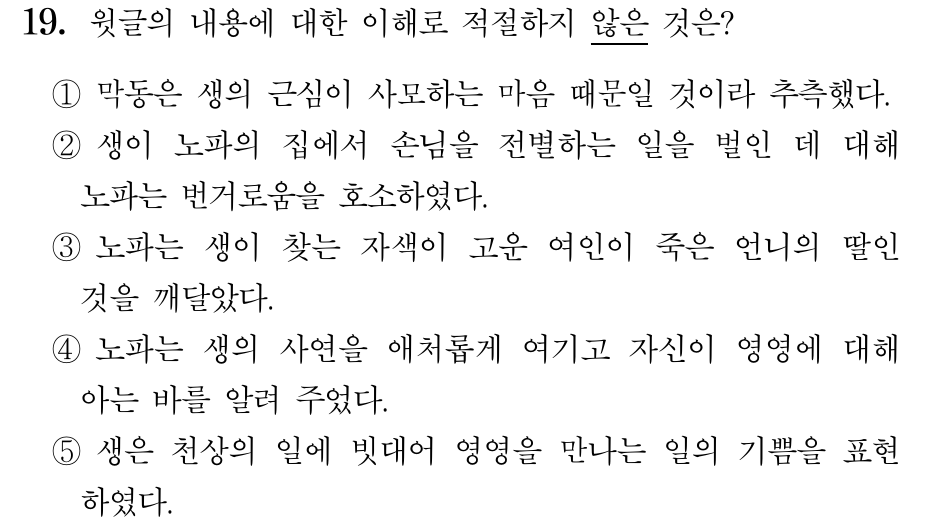 19. 윗글의 내용에 대한 이해로 적절하지 않은 것은?
① 막동은 생의 근심이 사모하는 마음 때문일 것이라 추측했다.
② 생이 노파의 집에서 손님을 전별하는 일을 벌인 데 대해
노파는 번거로움을 호소하였다.
③ 노파는 생이 찾는 자색이 고운 여인이 죽은 언니의 딸인
것을 깨달았다.
④ 노파는 생의 사연을 애처롭게 여기고 자신이 영영에 대해
아는 바를 알려 주었다.
⑤ 생은 천상의 일에 빗대어 영영을 만나는 일의 기쁨을 표현
하였다.